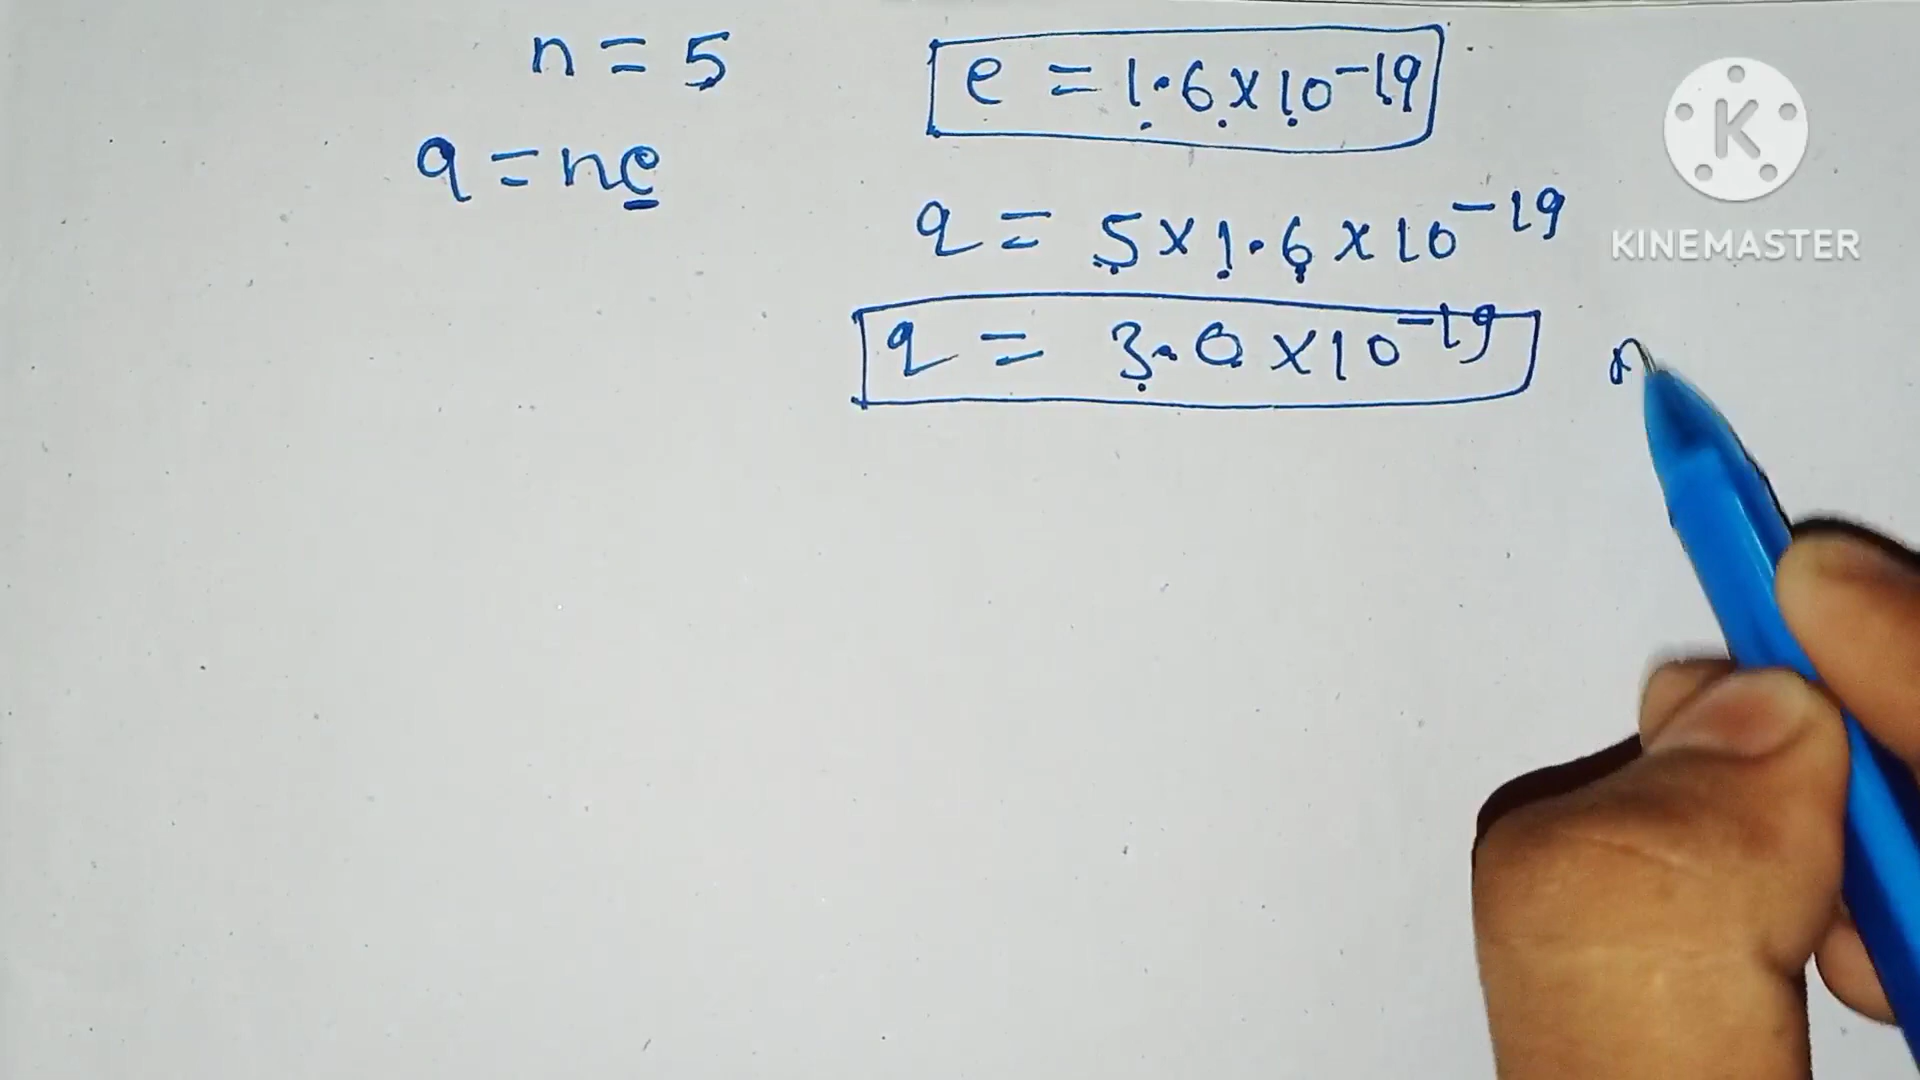 n = 5
e = 1.6×10⁻¹⁹
q = ne
q = 5×1.6×10⁻¹⁹
q = 3.0×10⁻¹⁹
n
K
KINEMASTER